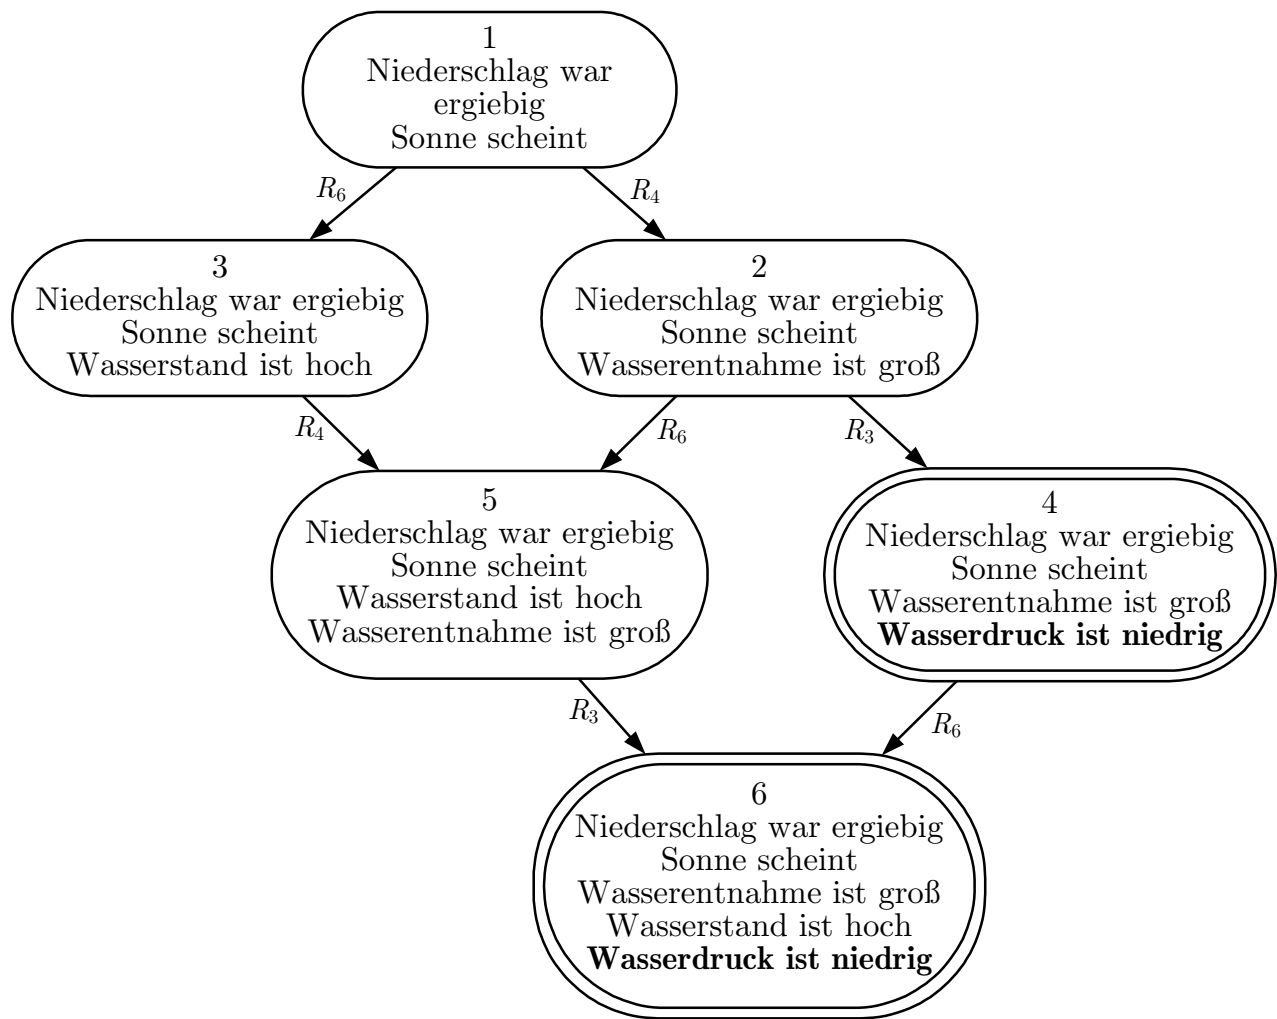 1
Niederschlag war
ergiebig
Sonne scheint
R6
R4
3
Niederschlag war ergiebig
Sonne scheint
Wasserstand ist hoch
2
Niederschlag war ergiebig
Sonne scheint
Wasserentnahme ist groß
R4
R6
R3
5
Niederschlag war ergiebig
Sonne scheint
Wasserstand ist hoch
Wasserentnahme ist groß
4
Niederschlag war ergiebig
Sonne scheint
Wasserentnahme ist groß
Wasserdruck ist niedrig
R3
R6
6
Niederschlag war ergiebig
Sonne scheint
Wasserentnahme ist groß
Wasserstand ist hoch
Wasserdruck ist niedrig